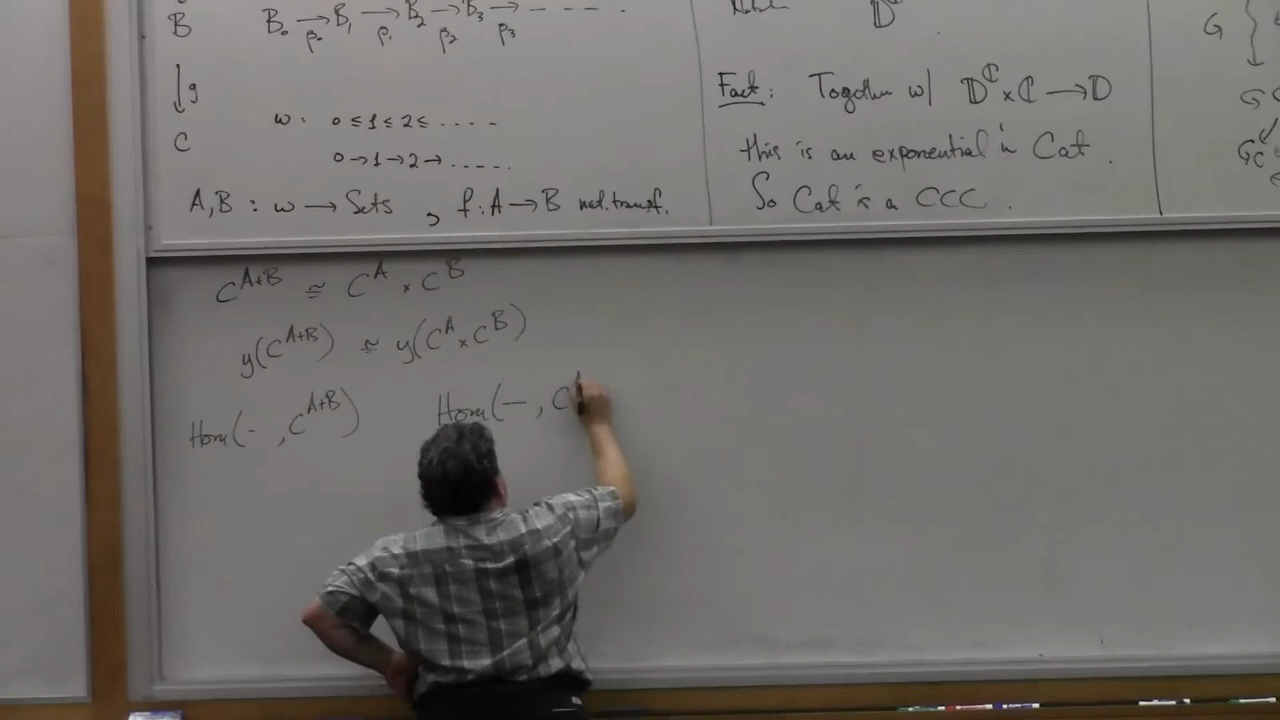 B B₀ → B₁ → B₂ → B₃ → - - - - .
β₀ β₁ β₂ β₃
↓ g
C
ω : 0 ≤ 1 ≤ 2 ≤ - - - -
0 → 1 → 2 → - - - - .
A, B : ω → Sets , f : A → B nat. transf.
Fact : Together w/ 𝔻^ℂ × ℂ → 𝔻
this is an exponential in Cat .
So Cat is a CCC .
G
C^{A+B} ≅ C^A × C^B
y(C^{A+B}) ≅ y(C^A × C^B)
Hom(- , C^{A+B}) Hom(- , C